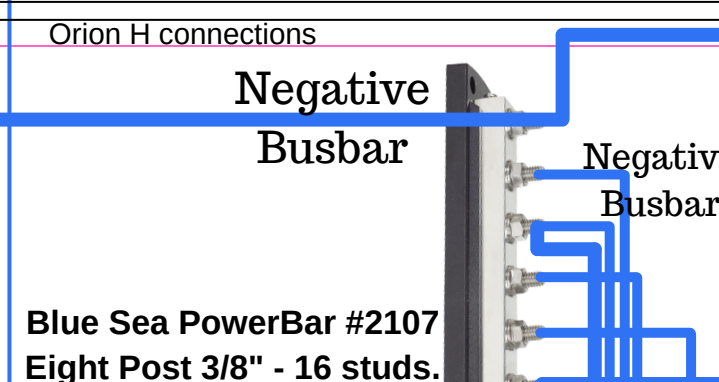 Orion H connections
Negative
Busbar
Negativ
Busbar
Blue Sea PowerBar #2107
Eight Post 3/8" - 16 studs.